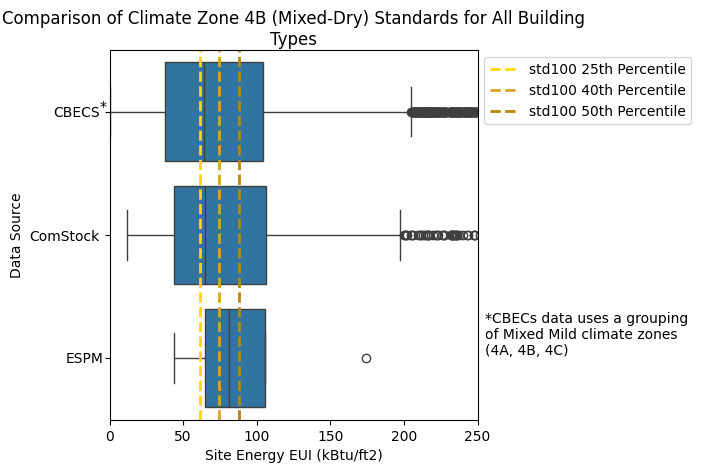 Comparison of Climate Zone 4B (Mixed-Dry) Standards for All Building
Types
std100 25th Percentile
std100 40th Percentile
std100 50th Percentile
Data Source
CBECS*
ComStock
ESPM
*CBECs data uses a grouping
of Mixed Mild climate zones
(4A, 4B, 4C)
0 50 100 150 200 250
Site Energy EUI (kBtu/ft2)